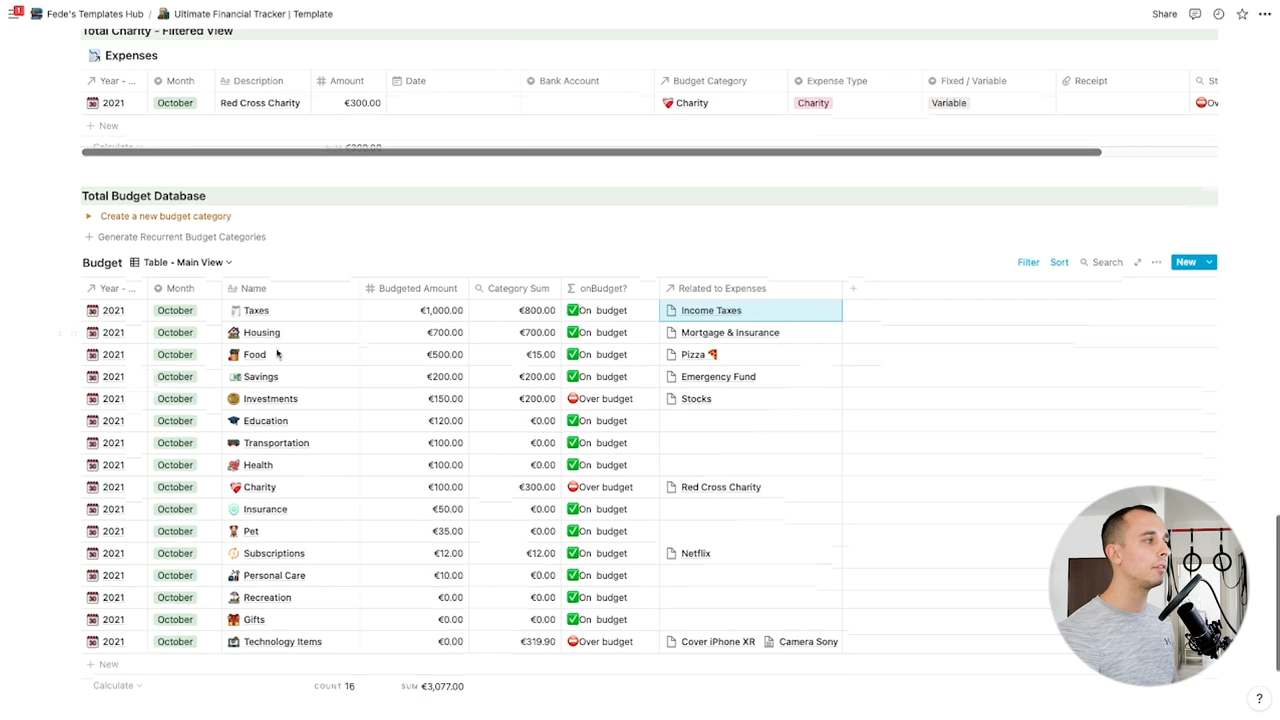 1
Fede's Templates Hub / Ultimate Financial Tracker | Template Share
Total Charity - Filtered View
Expenses
Year - ... Month Description Amount Date Bank Account Budget Category Expense Type Fixed / Variable Receipt St
2021 October Red Cross Charity €300.00 Charity Charity Variable Ov
+ New
Calculate SUM €300.00
Total Budget Database
Create a new budget category
+ Generate Recurrent Budget Categories
Budget Table - Main View Filter Sort Search ... New
Year - ... Month Name Budgeted Amount Category Sum onBudget? Related to Expenses +
2021 October Taxes €1,000.00 €800.00 On budget Income Taxes
2021 October Housing €700.00 €700.00 On budget Mortgage & Insurance
2021 October Food €500.00 €15.00 On budget Pizza 🍕
2021 October Savings €200.00 €200.00 On budget Emergency Fund
2021 October Investments €150.00 €200.00 Over budget Stocks
2021 October Education €120.00 €0.00 On budget
2021 October Transportation €100.00 €0.00 On budget
2021 October Health €100.00 €0.00 On budget
2021 October Charity €100.00 €300.00 Over budget Red Cross Charity
2021 October Insurance €50.00 €0.00 On budget
2021 October Pet €35.00 €0.00 On budget
2021 October Subscriptions €12.00 €12.00 On budget Netflix
2021 October Personal Care €10.00 €0.00 On budget
2021 October Recreation €0.00 €0.00 On budget
2021 October Gifts €0.00 €0.00 On budget
2021 October Technology Items €0.00 €319.90 Over budget Cover iPhone XR Camera Sony
+ New
Calculate COUNT 16 SUM €3,077.00
?